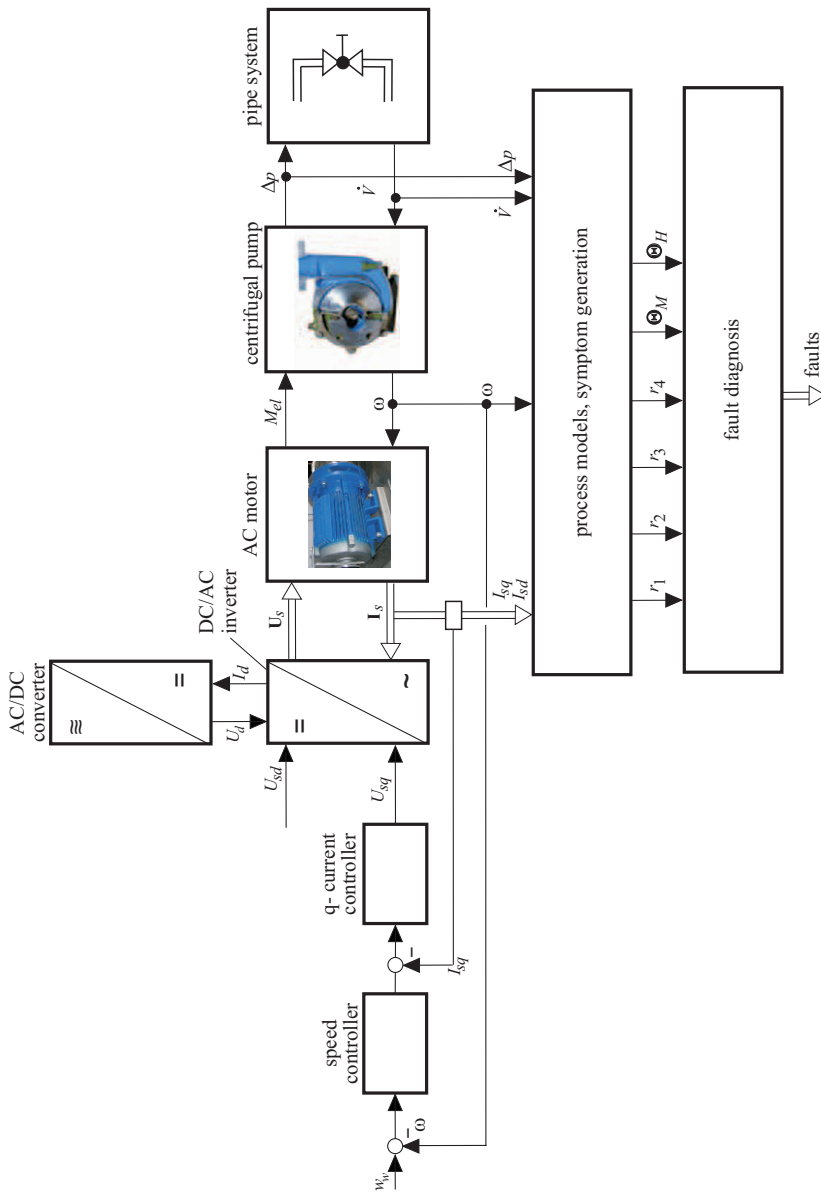 AC/DC
converter
≋
=
U_d
I_d
DC/AC
inverter
w_w
– ω
speed
controller
–
I_sq
q- current
controller
U_sd
U_sq
=
~
U_s
I_s
AC motor
M_el
ω
centrifugal pump
Δp
V̇
pipe system
I_sq
I_sd
ω
V̇
Δp
process models, symptom generation
r_1
r_2
r_3
r_4
Θ_M
Θ_H
fault diagnosis
faults